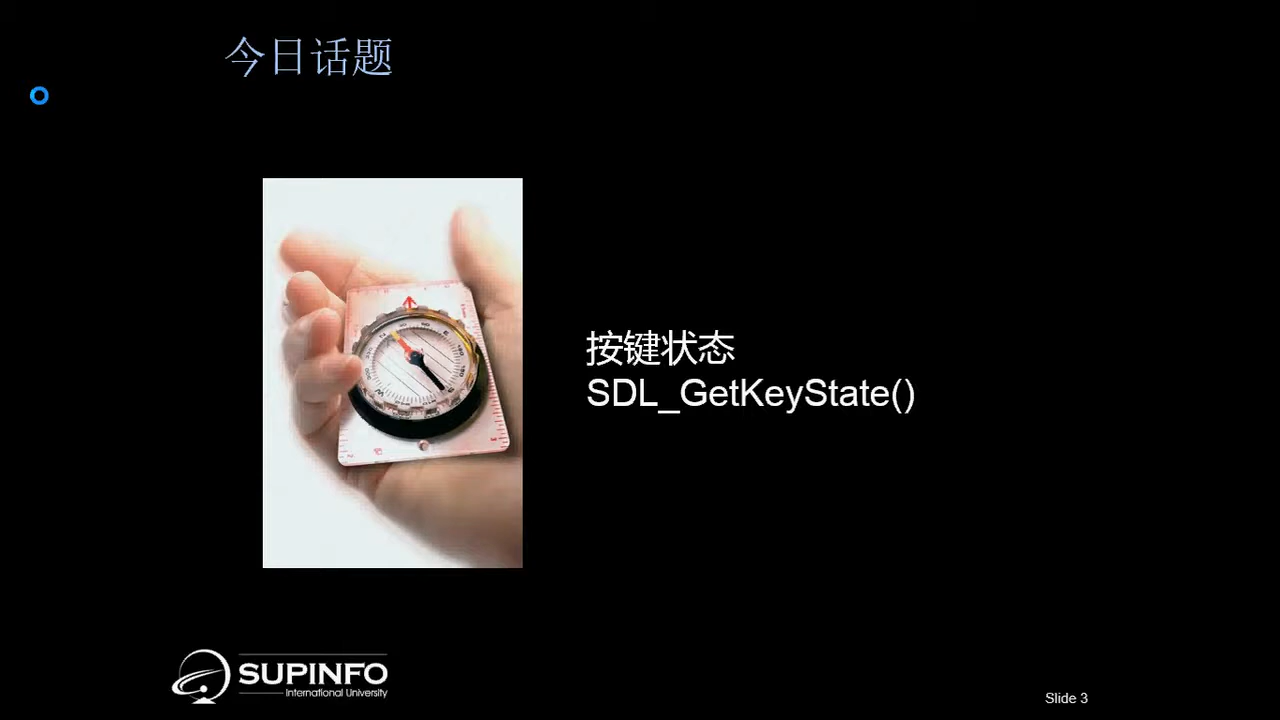 今日话题
按键状态
SDL_GetKeyState()
SUPINFO
International University
Slide 3